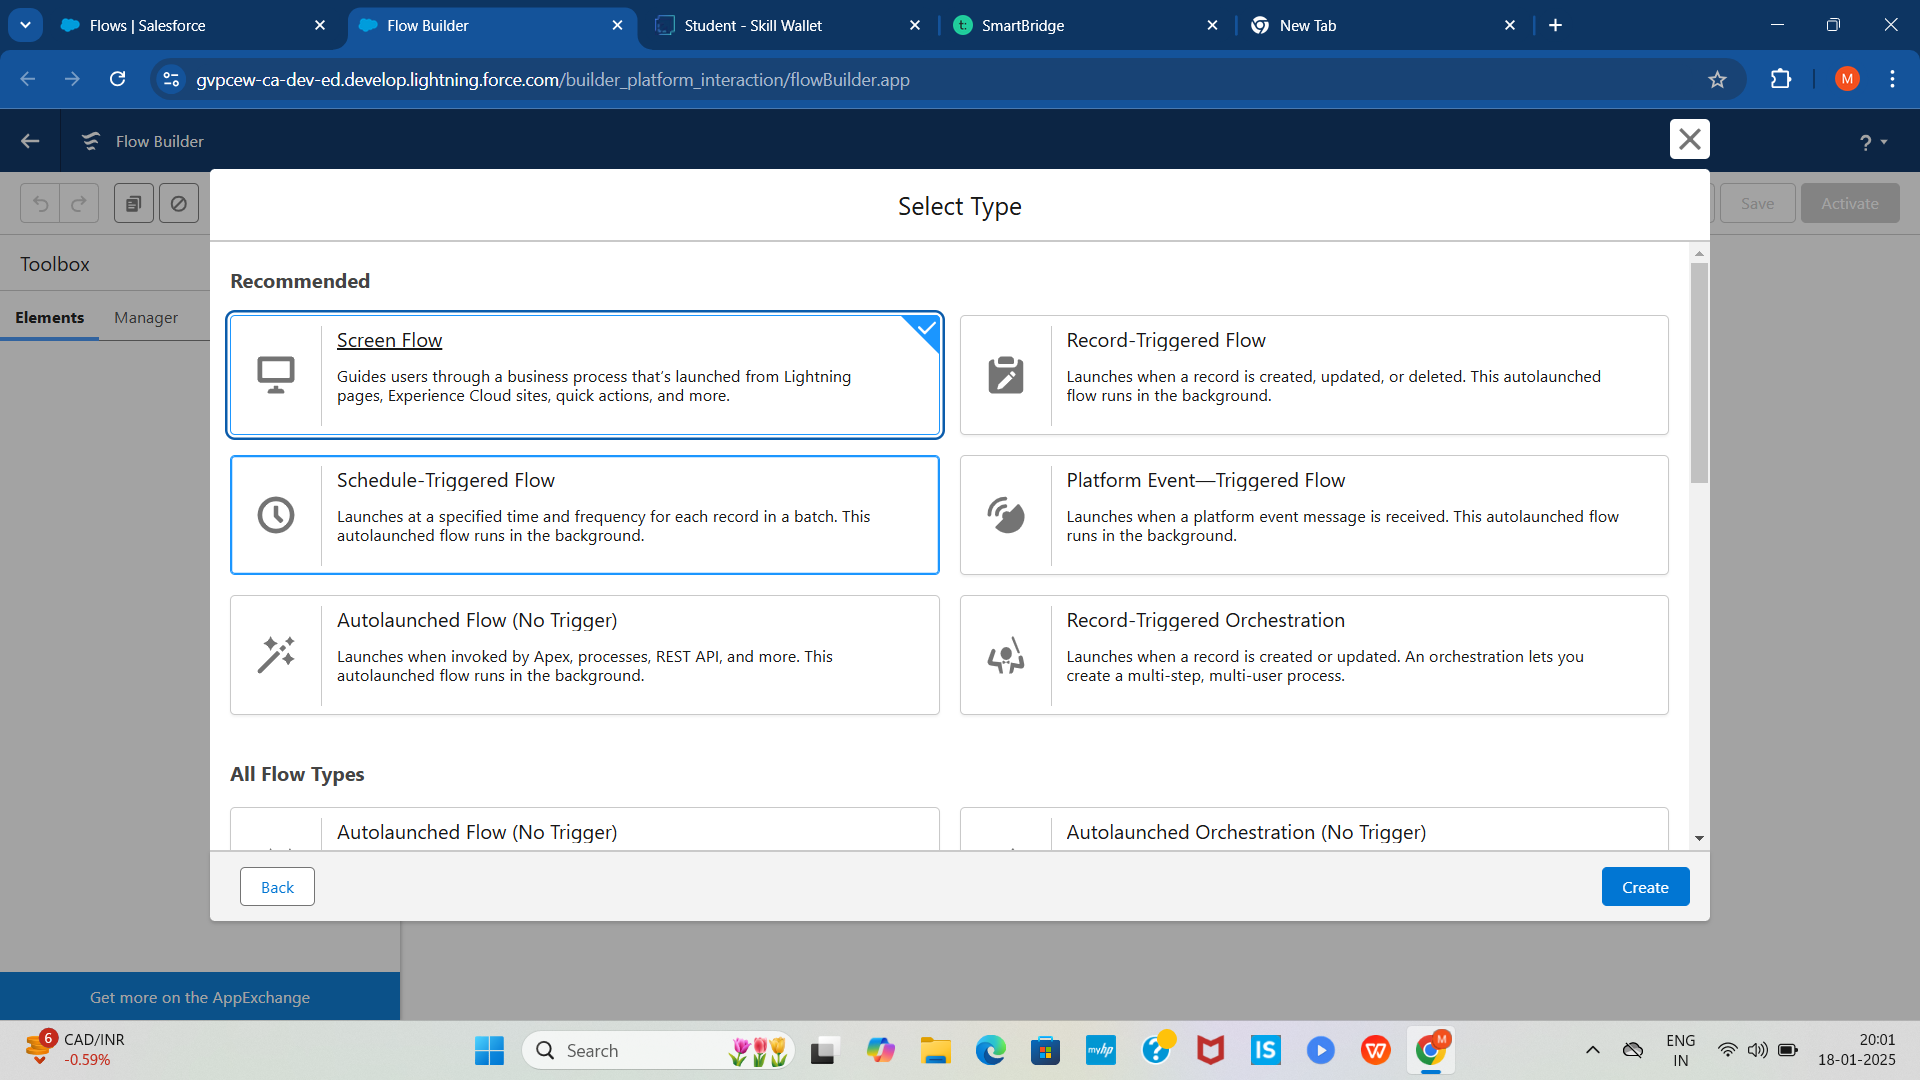 Flows | Salesforce
Flow Builder
Student - Skill Wallet
SmartBridge
New Tab
gvpcew-ca-dev-ed.develop.lightning.force.com/builder_platform_interaction/flowBuilder.app
M
Flow Builder
?
Save
Activate
Toolbox
Elements
Manager
Select Type
Recommended
Screen Flow
Guides users through a business process that's launched from Lightning
pages, Experience Cloud sites, quick actions, and more.
Record-Triggered Flow
Launches when a record is created, updated, or deleted. This autolaunched
flow runs in the background.
Schedule-Triggered Flow
Launches at a specified time and frequency for each record in a batch. This
autolaunched flow runs in the background.
Platform Event—Triggered Flow
Launches when a platform event message is received. This autolaunched flow
runs in the background.
Autolaunched Flow (No Trigger)
Launches when invoked by Apex, processes, REST API, and more. This
autolaunched flow runs in the background.
Record-Triggered Orchestration
Launches when a record is created or updated. An orchestration lets you
create a multi-step, multi-user process.
All Flow Types
Autolaunched Flow (No Trigger)
Autolaunched Orchestration (No Trigger)
Back
Create
Get more on the AppExchange
6
CAD/INR
-0.59%
Search
myhp
?
IS
W
M
ENG
IN
20:01
18-01-2025